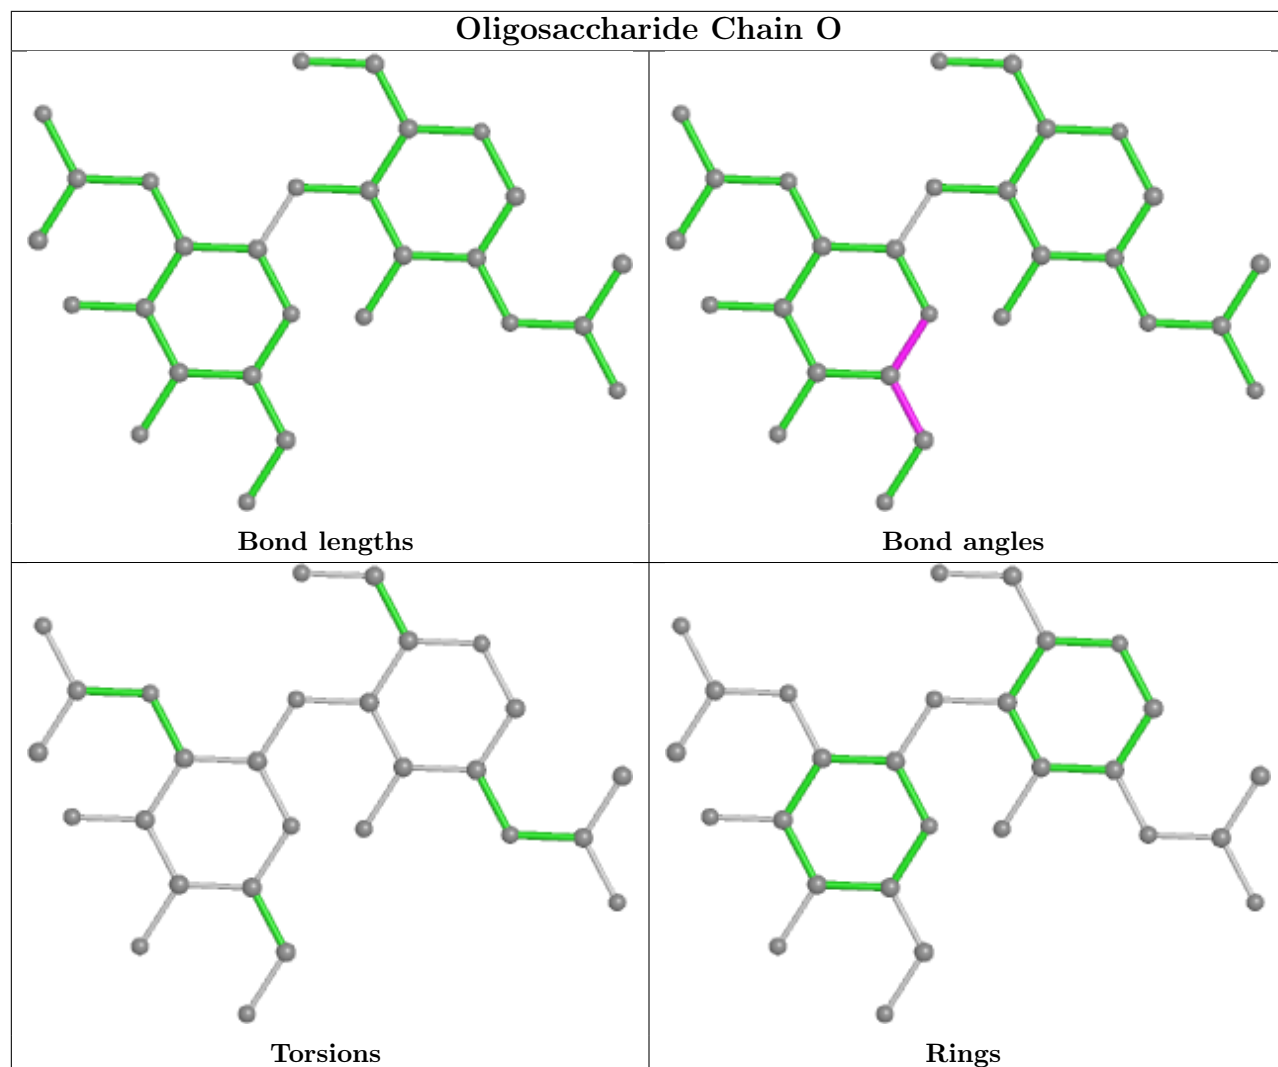 Oligosaccharide Chain O
Bond lengths
Bond angles
Torsions
Rings